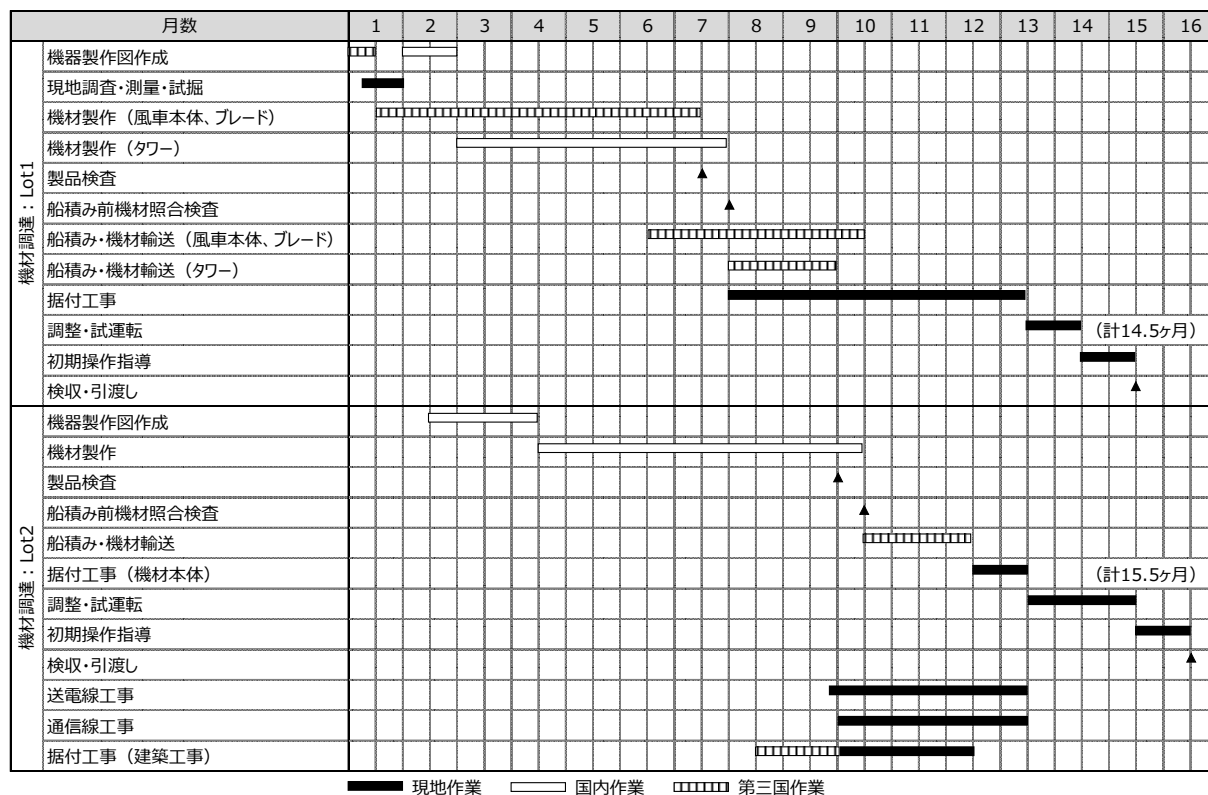 月数 1 2 3 4 5 6 7 8 9 10 11 12 13 14 15 16
機材調達：Lot1
機器製作図作成
現地調査・測量・試掘
機材製作（風車本体、ブレード）
機材製作（タワー）
製品検査
船積み前機材照合検査
船積み・機材輸送（風車本体、ブレード）
船積み・機材輸送（タワー）
据付工事
調整・試運転 （計14.5ヶ月）
初期操作指導
検収・引渡し
機材調達：Lot2
機器製作図作成
機材製作
製品検査
船積み前機材照合検査
船積み・機材輸送
据付工事（機材本体） （計15.5ヶ月）
調整・試運転
初期操作指導
検収・引渡し
送電線工事
通信線工事
据付工事（建築工事）
現地作業 国内作業 第三国作業